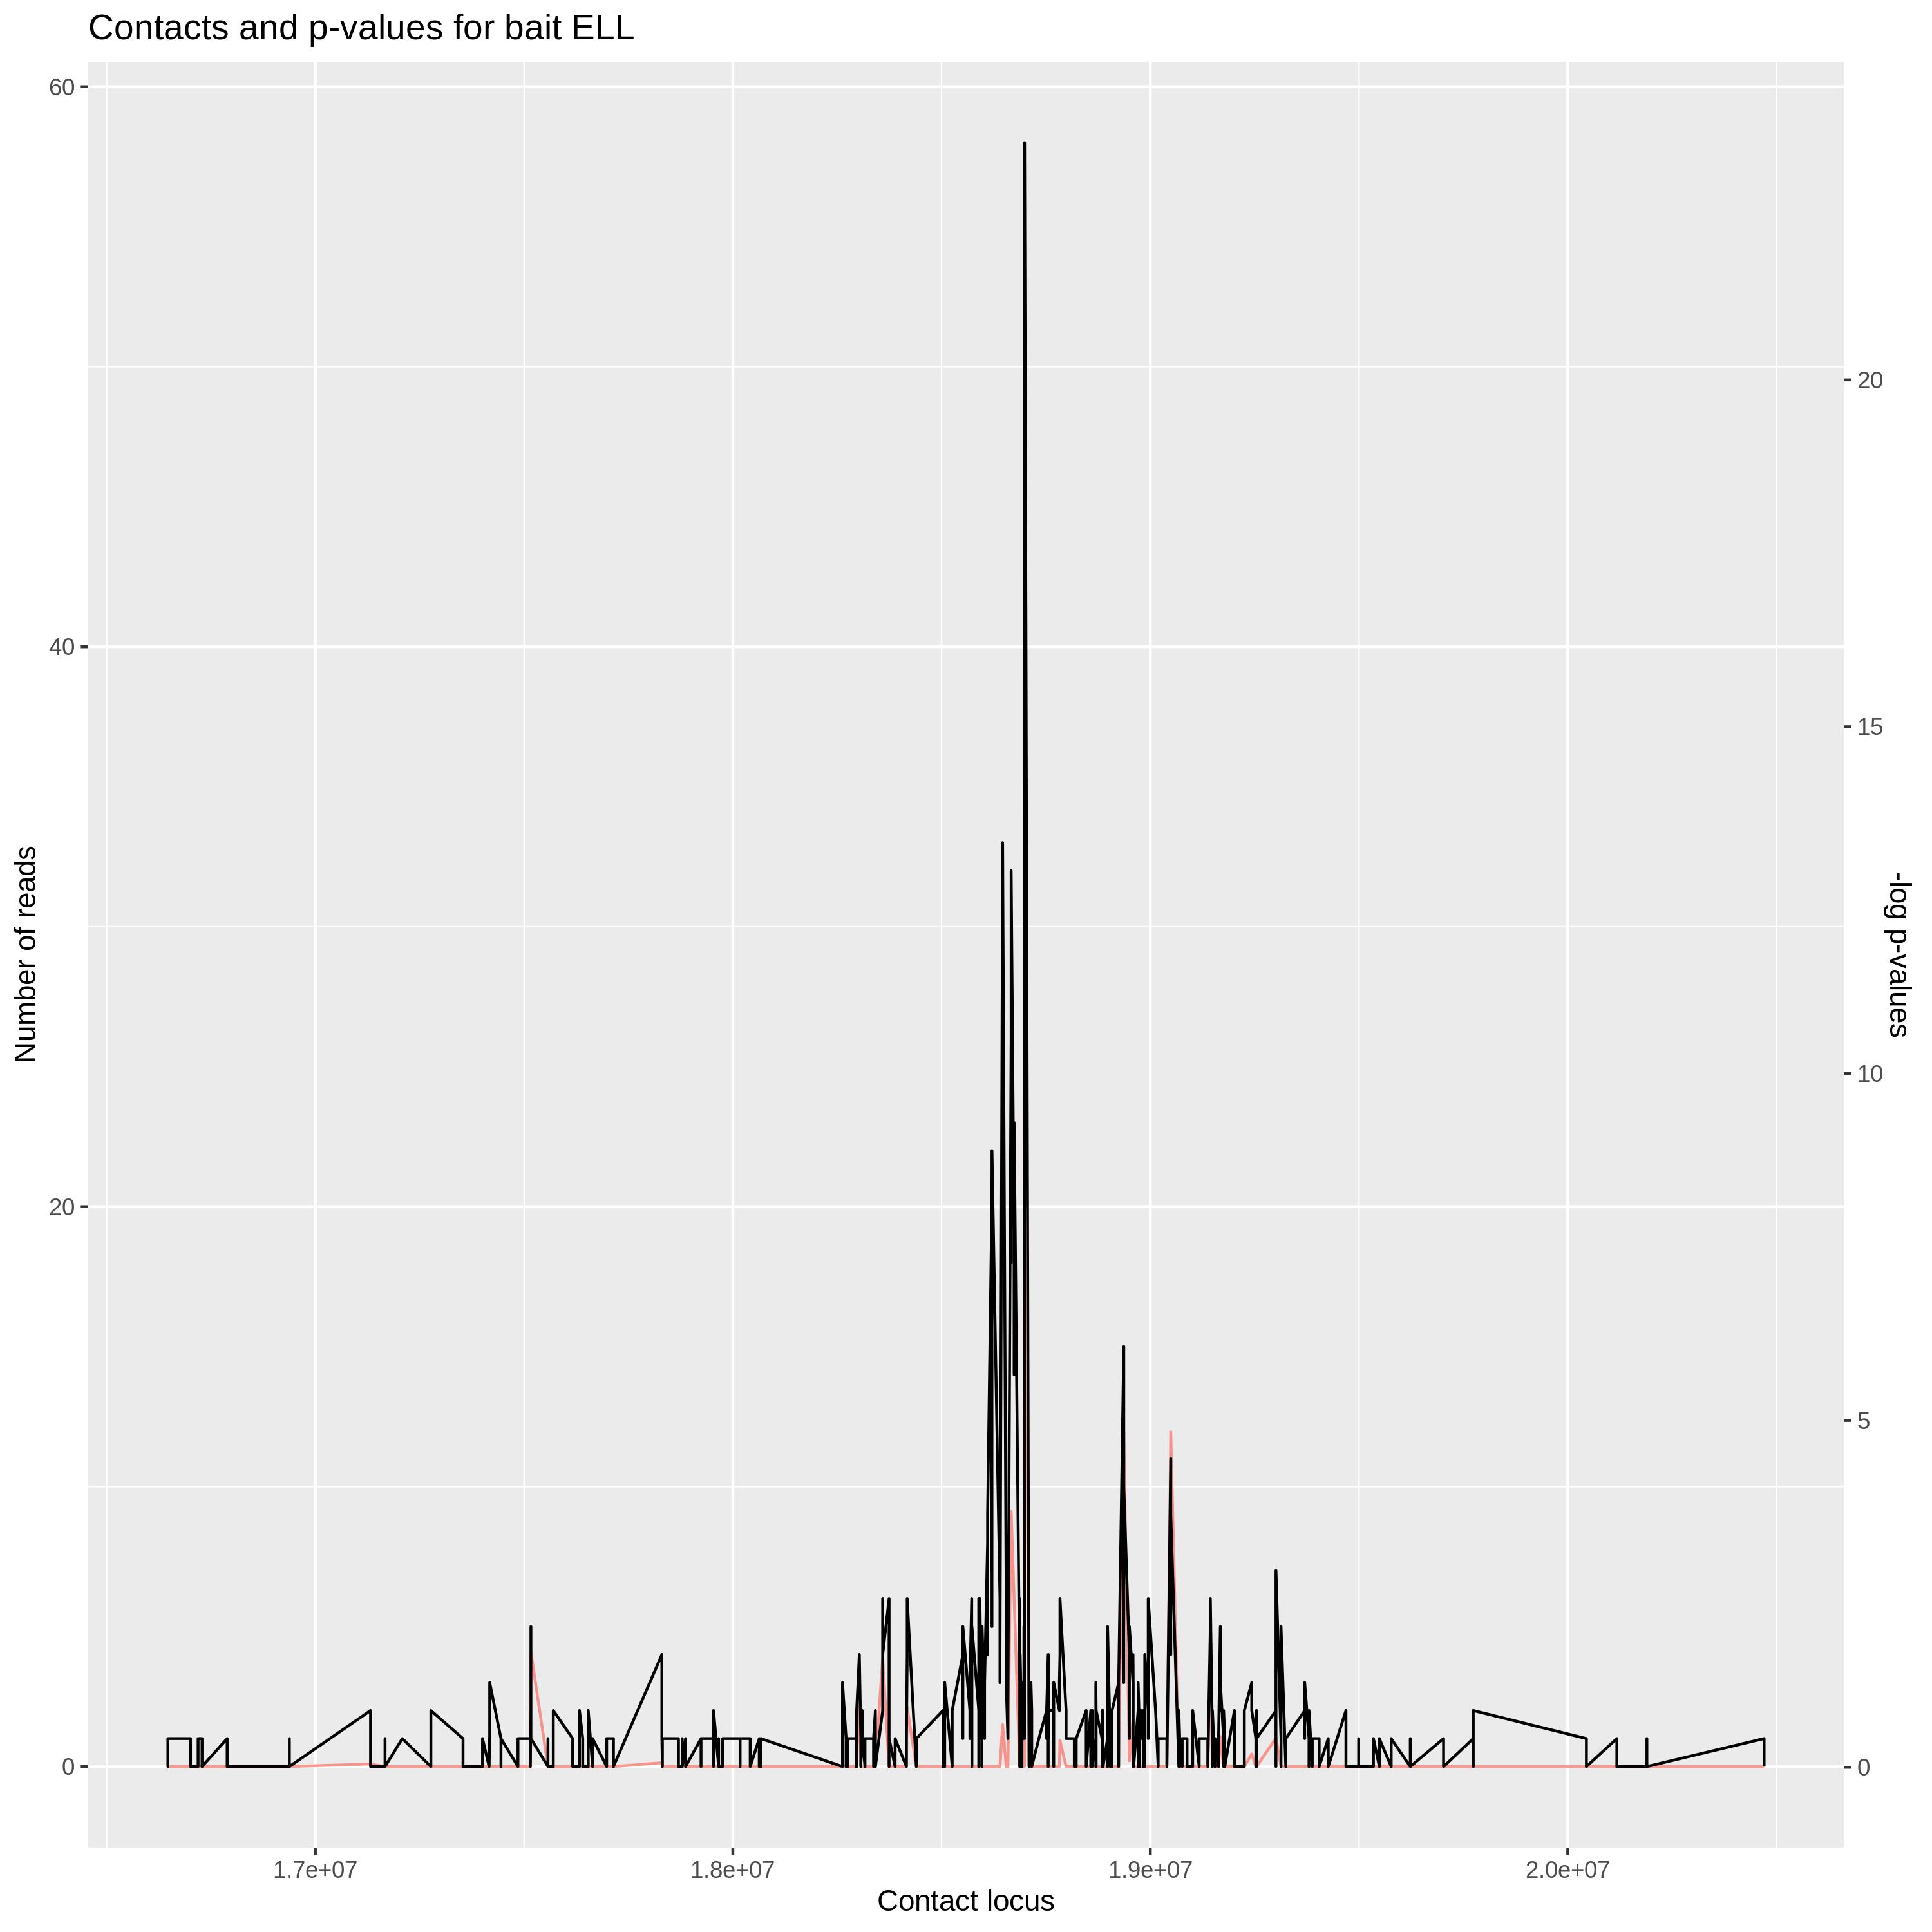 Contacts and p-values for bait ELL
60
40
20
0
20
15
10
5
0
Number of reads
-log p-values
1.7e+07
1.8e+07
1.9e+07
2.0e+07
Contact locus